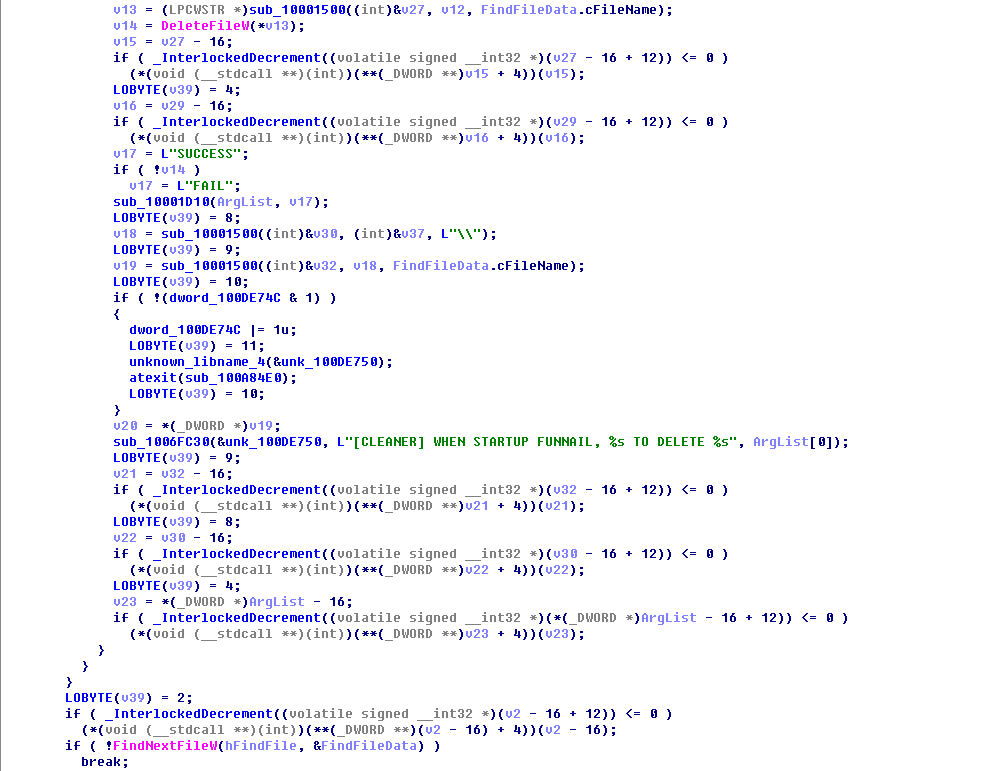 v13 = (LPCWSTR *)sub_10001500((int)&v27, v12, FindFileData.cFileName);
v14 = DeleteFileW(*v13);
v15 = v27 - 16;
if ( _InterlockedDecrement((volatile signed __int32 *)(v27 - 16 + 12)) <= 0 )
(*(void (__stdcall **)(int))(**(_DWORD **)v15 + 4))(v15);
LOBYTE(v39) = 4;
v16 = v29 - 16;
if ( _InterlockedDecrement((volatile signed __int32 *)(v29 - 16 + 12)) <= 0 )
(*(void (__stdcall **)(int))(**(_DWORD **)v16 + 4))(v16);
v17 = L"SUCCESS";
if ( !v14 )
v17 = L"FAIL";
sub_10001D10(ArgList, v17);
LOBYTE(v39) = 8;
v18 = sub_10001500((int)&v30, (int)&v37, L"\\");
LOBYTE(v39) = 9;
v19 = sub_10001500((int)&v32, v18, FindFileData.cFileName);
LOBYTE(v39) = 10;
if ( !(dword_100DE74C & 1) )
{
dword_100DE74C |= 1u;
LOBYTE(v39) = 11;
unknown_libname_4(&unk_100DE750);
atexit(sub_100A84E0);
LOBYTE(v39) = 10;
}
v20 = *(_DWORD *)v19;
sub_1006FC30(&unk_100DE750, L"[CLEANER] WHEN STARTUP FUNNAIL, %s TO DELETE %s", ArgList[0]);
LOBYTE(v39) = 9;
v21 = v32 - 16;
if ( _InterlockedDecrement((volatile signed __int32 *)(v32 - 16 + 12)) <= 0 )
(*(void (__stdcall **)(int))(**(_DWORD **)v21 + 4))(v21);
LOBYTE(v39) = 8;
v22 = v30 - 16;
if ( _InterlockedDecrement((volatile signed __int32 *)(v30 - 16 + 12)) <= 0 )
(*(void (__stdcall **)(int))(**(_DWORD **)v22 + 4))(v22);
LOBYTE(v39) = 4;
v23 = *(_DWORD *)ArgList - 16;
if ( _InterlockedDecrement((volatile signed __int32 *)(*(_DWORD *)ArgList - 16 + 12)) <= 0 )
(*(void (__stdcall **)(int))(**(_DWORD **)v23 + 4))(v23);
}
}
}
LOBYTE(v39) = 2;
if ( _InterlockedDecrement((volatile signed __int32 *)(v2 - 16 + 12)) <= 0 )
(*(void (__stdcall **)(int))(**(_DWORD **)(v2 - 16) + 4))(v2 - 16);
if ( !FindNextFileW(hFindFile, &FindFileData) )
break;